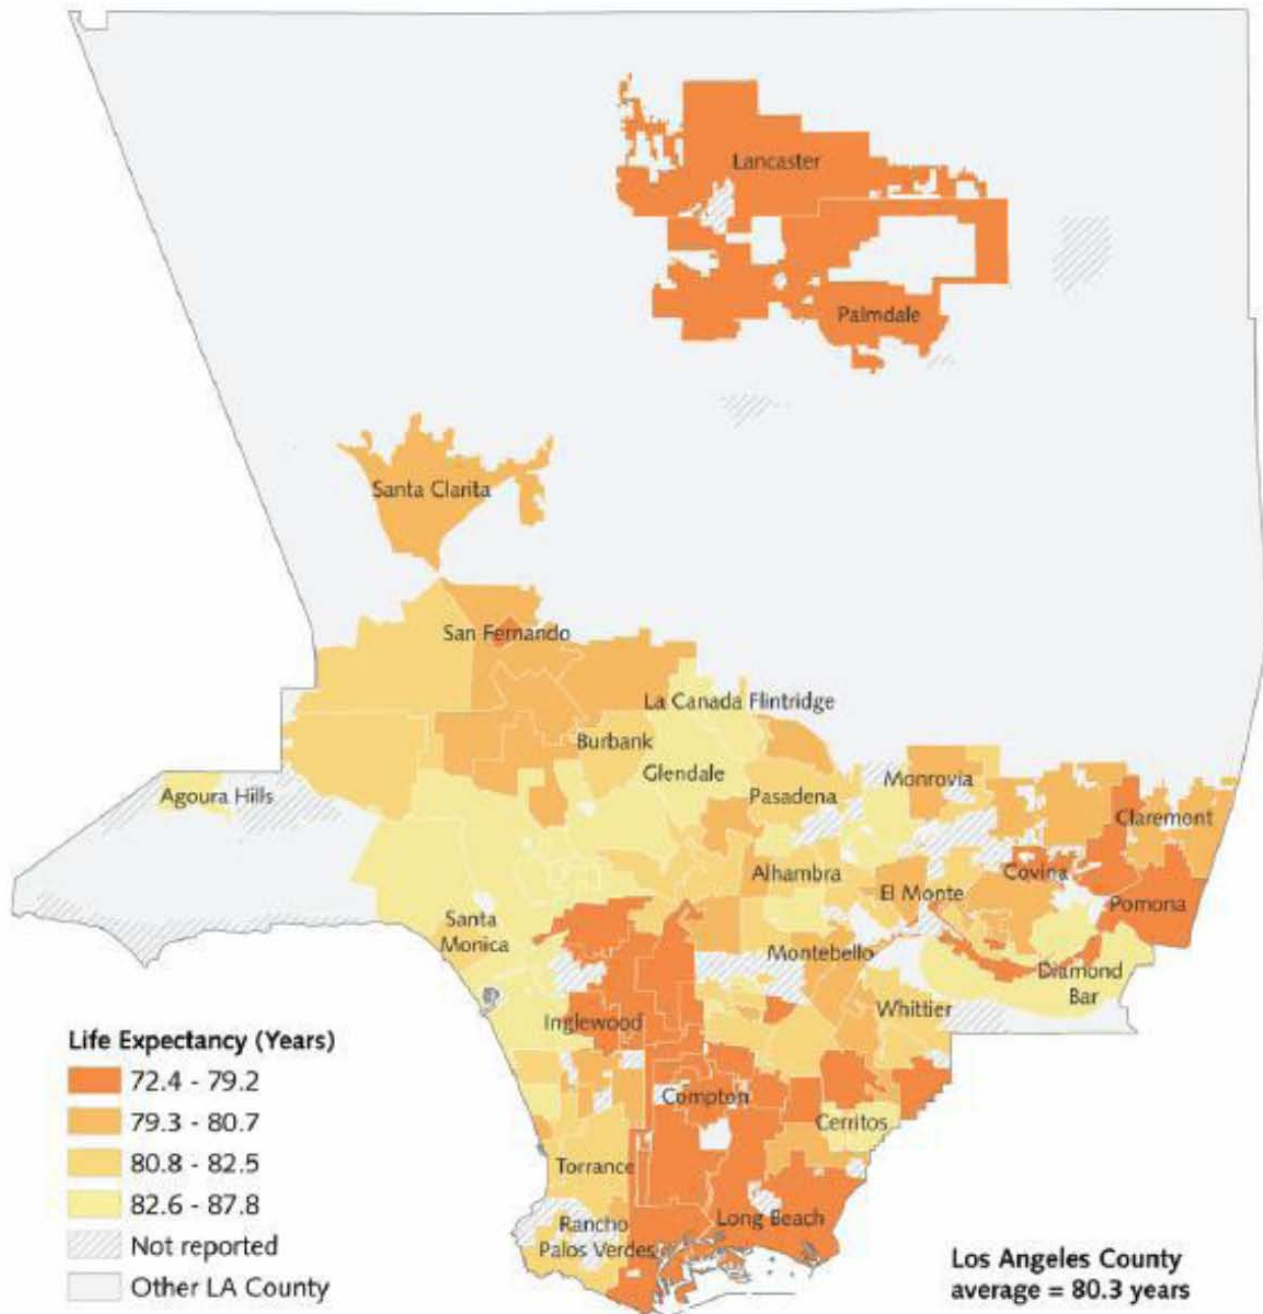 Lancaster
Palmdale
Santa Clarita
San Fernando
La Canada Flintridge
Burbank
Glendale
Agoura Hills
Pasadena
Monrovia
Claremont
Alhambra
El Monte
Covina
Pomona
Santa
Monica
Montebello
Diamond
Bar
Whittier
Inglewood
Compton
Cerritos
Torrance
Rancho
Palos Verdes
Long Beach
Life Expectancy (Years)
72.4 - 79.2
79.3 - 80.7
80.8 - 82.5
82.6 - 87.8
Not reported
Other LA County
Los Angeles County
average = 80.3 years